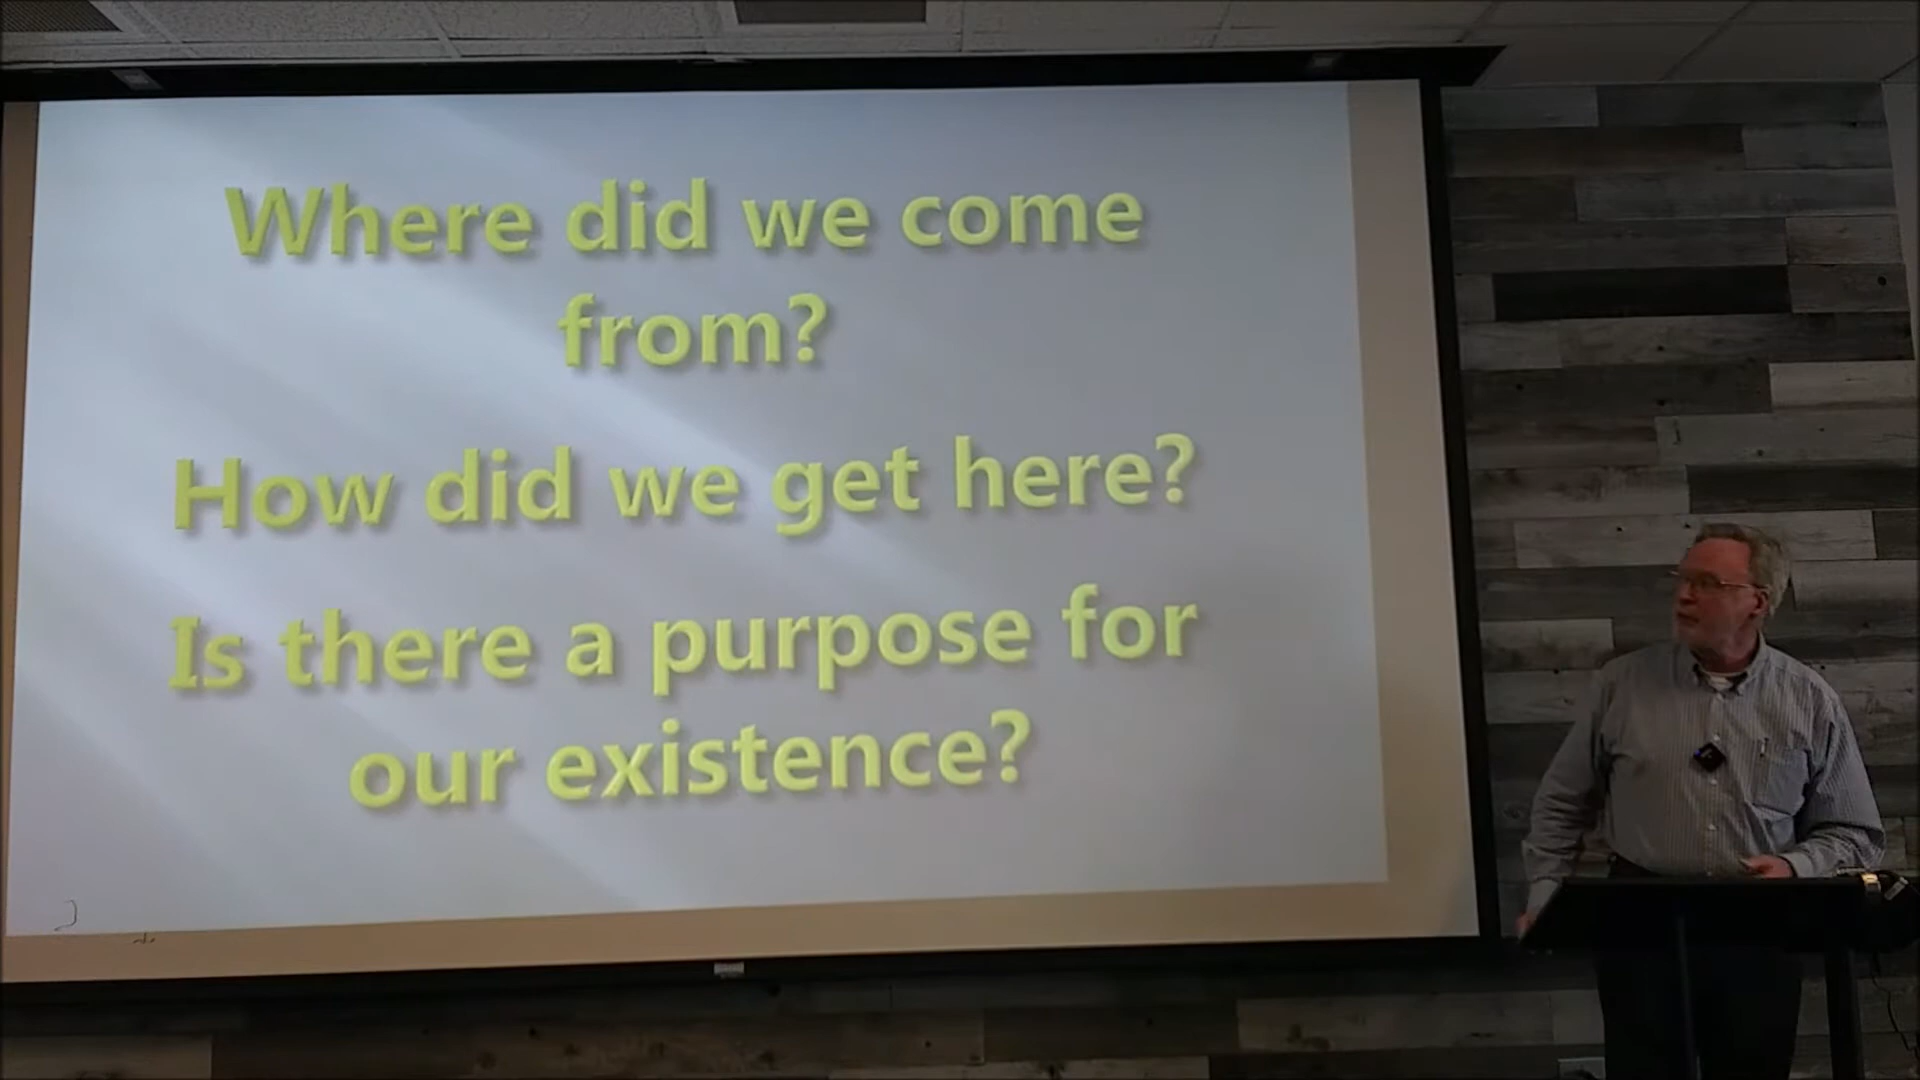 Where did we come
from?
How did we get here?
Is there a purpose for
our existence?